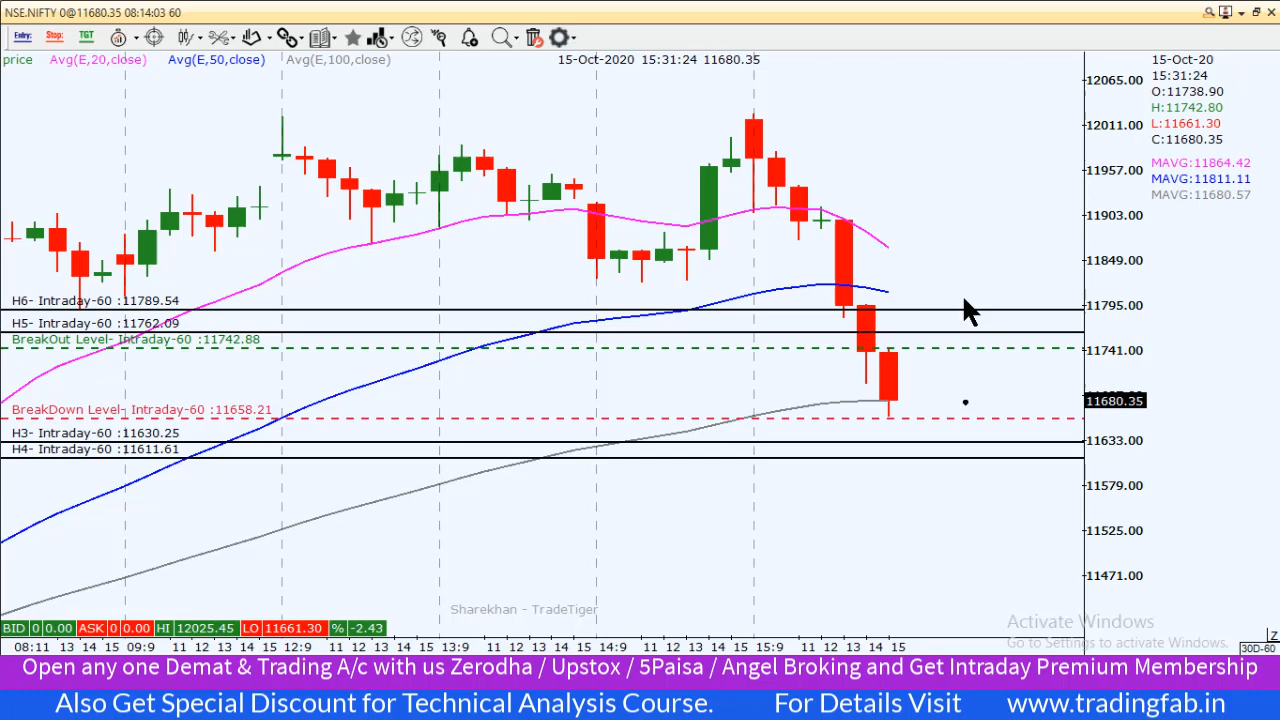 NSE.NIFTY 0@11680.35 08:14:03 60
Entry: Stop: TGT
price Avg(E,20,close) Avg(E,50,close) Avg(E,100,close) 15-Oct-2020 15:31:24 11680.35
15-Oct-20
15:31:24
O:11738.90
H:11742.80
L:11661.30
C:11680.35
MAVG:11864.42
MAVG:11811.11
MAVG:11680.57
12065.00
12011.00
11957.00
11903.00
11849.00
11795.00
11741.00
11680.35
11633.00
11579.00
11525.00
11471.00
H6- Intraday-60 :11789.54
H5- Intraday-60 :11762.09
BreakOut Level- Intraday-60 :11742.88
BreakDown Level- Intraday-60 :11658.21
H3- Intraday-60 :11630.25
H4- Intraday-60 :11611.61
Sharekhan - TradeTiger
Activate Windows
Go to Settings to activate Windows.
BID 0 0.00 ASK 0 0.00 HI 12025.45 LO 11661.30 % -2.43
Z
08:11 13 14 15 09:9 11 12 13 14 15 12:9 11 12 13 14 15 13:9 11 12 13 14 15 14:9 11 12 13 14 15 15:9 11 12 13 14 15
30D-60
Open any one Demat & Trading A/c with us Zerodha / Upstox / 5Paisa / Angel Broking and Get Intraday Premium Membership
Also Get Special Discount for Technical Analysis Course. For Details Visit www.tradingfab.in